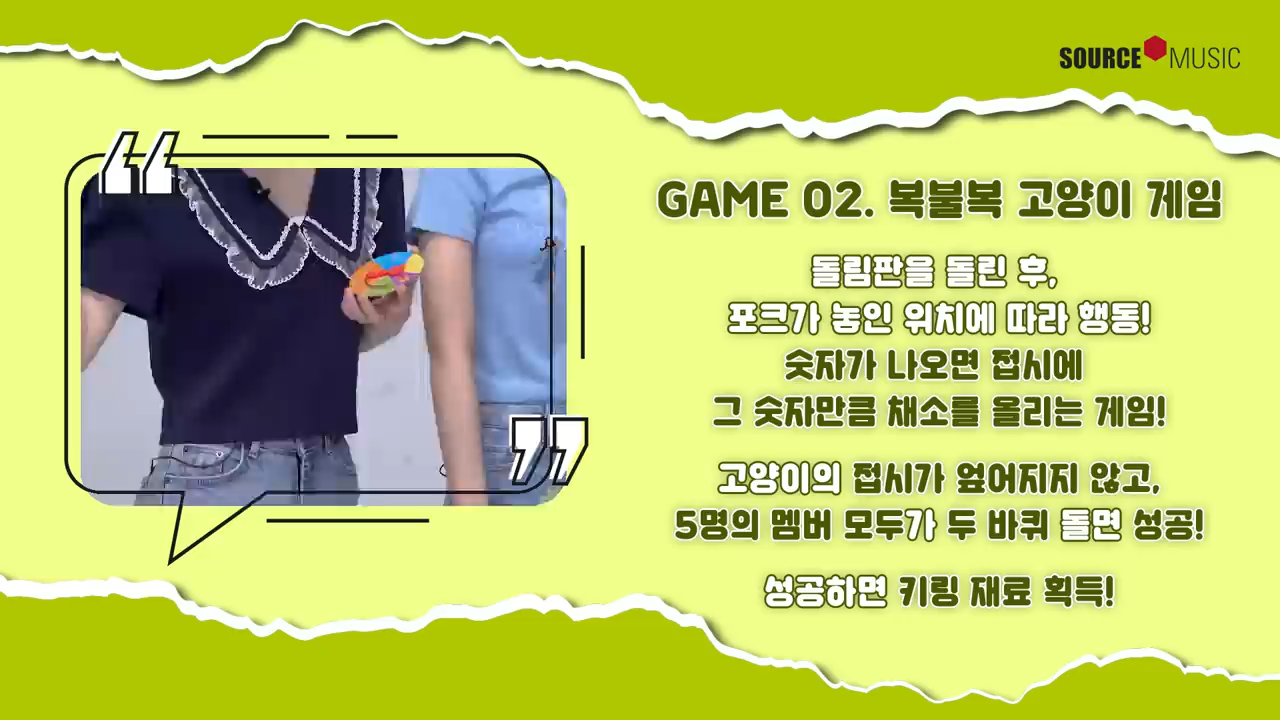 SOURCE MUSIC
GAME 02. 복불복 고양이 게임
돌림판을 돌린 후,
포크가 놓인 위치에 따라 행동!
숫자가 나오면 접시에
그 숫자만큼 채소를 올리는 게임!
고양이의 접시가 엎어지지 않고,
5명의 멤버 모두가 두 바퀴 돌면 성공!
성공하면 키링 재료 획득!